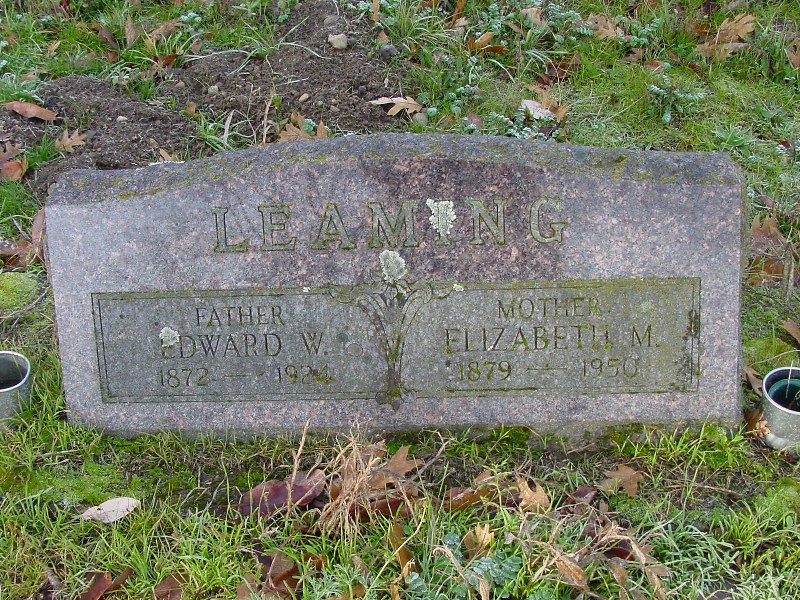 LEAMING
FATHER
EDWARD W.
1872 — 1924
MOTHER
ELIZABETH M.
1879 — 1950